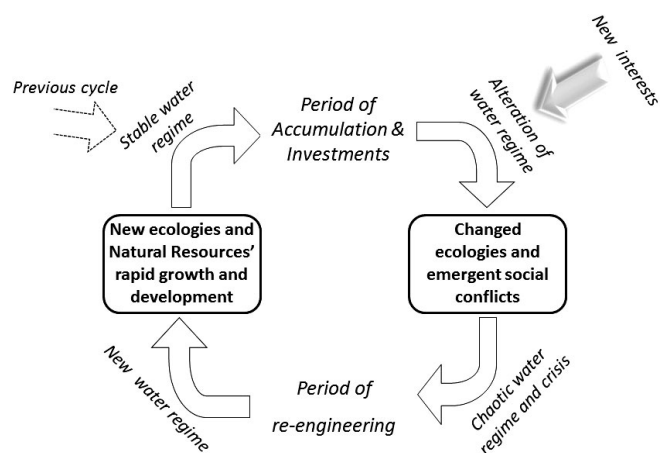 Previous cycle
Stable water
regime
Period of
Accumulation &
Investments
Alteration of
water regime
New interests
New ecologies and
Natural Resources’
rapid growth and
development
Changed
ecologies and
emergent social
conflicts
New water regime
Period of
re-engineering
Chaotic water
regime and crisis